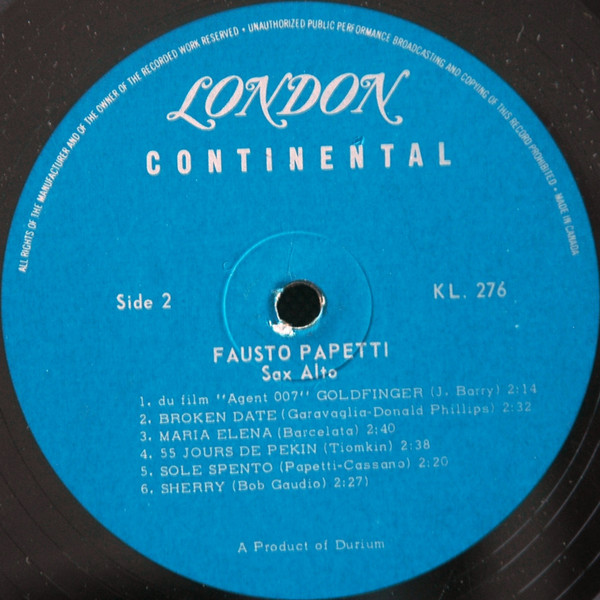 ALL RIGHTS OF THE MANUFACTURER AND OF THE OWNER OF THE RECORDED WORK RESERVED • UNAUTHORIZED PUBLIC PERFORMANCE BROADCASTING AND COPYING OF THIS RECORD PROHIBITED • MADE IN CANADA
LONDON
CONTINENTAL
Side 2
KL. 276
FAUSTO PAPETTI
Sax Alto
1. du film "Agent 007" GOLDFINGER (J. Barry) 2:14
2. BROKEN DATE (Garavaglia-Donald Phillips) 2:32
3. MARIA ELENA (Barcelata) 2:40
4. 55 JOURS DE PEKIN (Tiomkin) 2:38
5. SOLE SPENTO (Papetti-Cassano) 2:20
6. SHERRY (Bob Gaudio) 2:27)
A Product of Durium